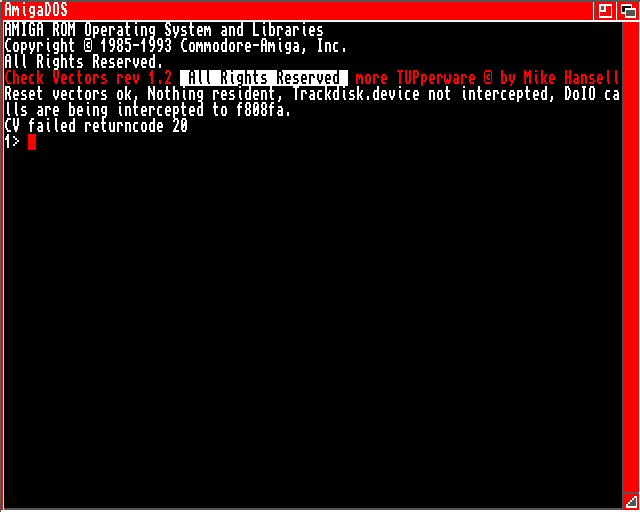 AmigaDOS
AMIGA ROM Operating System and Libraries
Copyright © 1985-1993 Commodore-Amiga, Inc.
All Rights Reserved.
Check Vectors rev 1.2  All Rights Reserved  more TUPperware © by Mike Hansell
Reset vectors ok, Nothing resident, Trackdisk.device not intercepted, DoIO ca
lls are being intercepted to f808fa.
CV failed returncode 20
1>